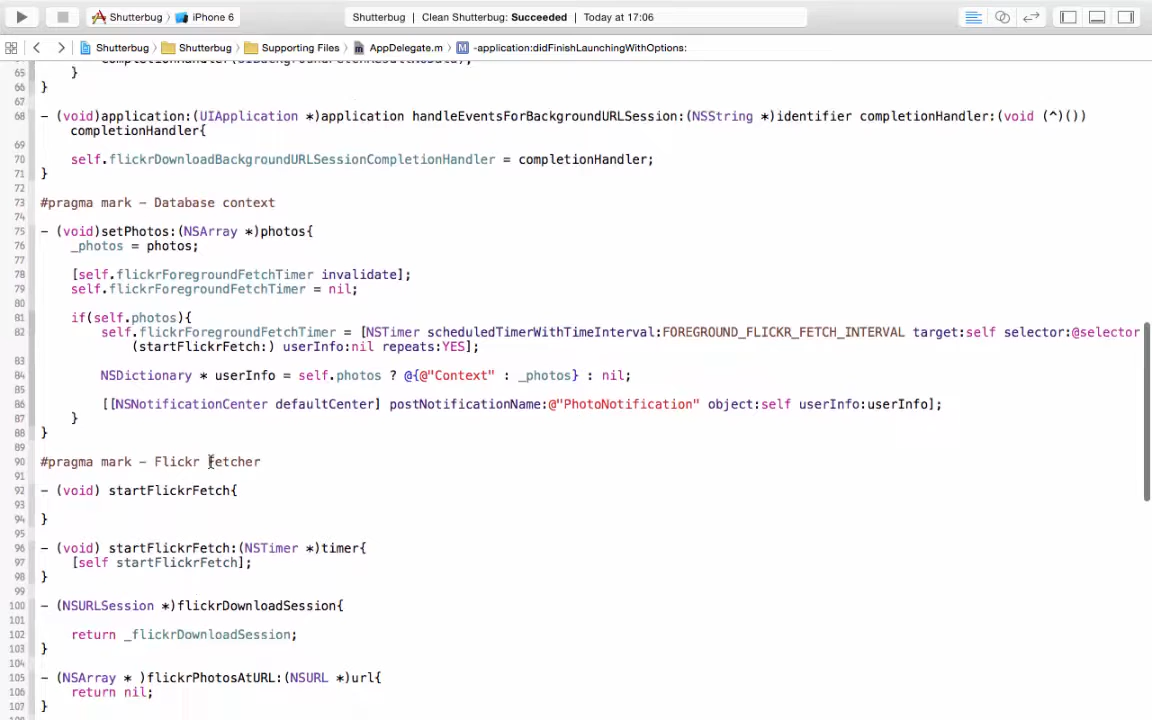 Shutterbug iPhone 6 Shutterbug | Clean Shutterbug: Succeeded | Today at 17:06
Shutterbug Shutterbug Supporting Files AppDelegate.m M -application:didFinishLaunchingWithOptions:
65 }
66 }
67
68 - (void)application:(UIApplication *)application handleEventsForBackgroundURLSession:(NSString *)identifier completionHandler:(void (^)())
completionHandler{
69
70 self.flickrDownloadBackgroundURLSessionCompletionHandler = completionHandler;
71 }
72
73 #pragma mark - Database context
74
75 - (void)setPhotos:(NSArray *)photos{
76 _photos = photos;
77
78 [self.flickrForegroundFetchTimer invalidate];
79 self.flickrForegroundFetchTimer = nil;
80
81 if(self.photos){
82 self.flickrForegroundFetchTimer = [NSTimer scheduledTimerWithTimeInterval:FOREGROUND_FLICKR_FETCH_INTERVAL target:self selector:@selector
(startFlickrFetch:) userInfo:nil repeats:YES];
83
84 NSDictionary * userInfo = self.photos ? @{@"Context" : _photos} : nil;
85
86 [[NSNotificationCenter defaultCenter] postNotificationName:@"PhotoNotification" object:self userInfo:userInfo];
87 }
88 }
89
90 #pragma mark - Flickr Fetcher
91
92 - (void) startFlickrFetch{
93
94 }
95
96 - (void) startFlickrFetch:(NSTimer *)timer{
97 [self startFlickrFetch];
98 }
99
100 - (NSURLSession *)flickrDownloadSession{
101
102 return _flickrDownloadSession;
103 }
104
105 - (NSArray * )flickrPhotosAtURL:(NSURL *)url{
106 return nil;
107 }